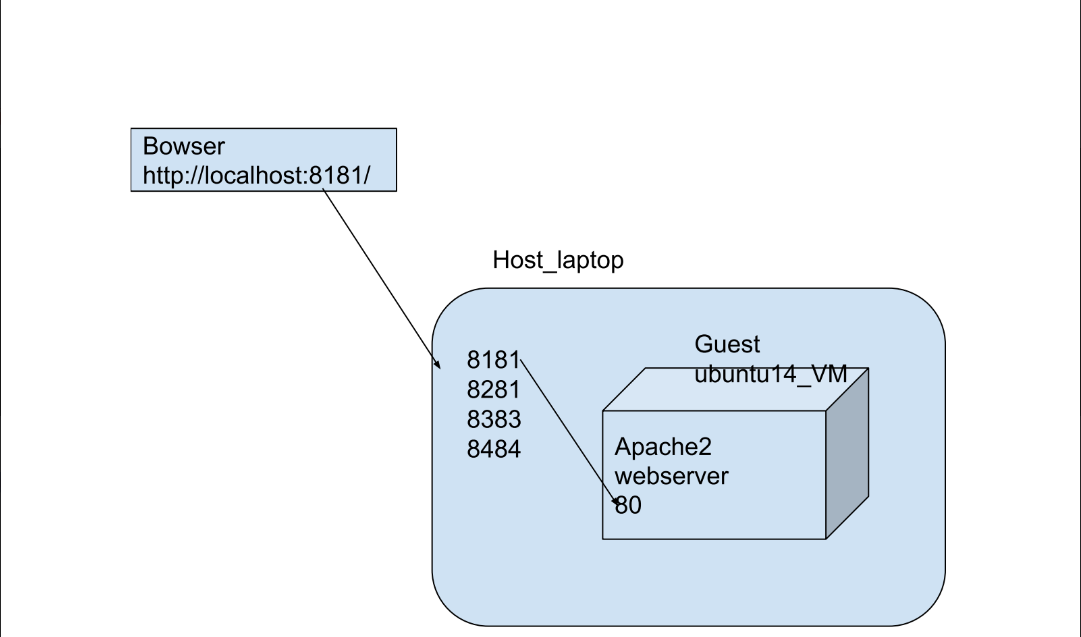 Bowser
http://localhost:8181/
Host_laptop
8181
8281
8383
8484
Guest
ubuntu14_VM
Apache2
webserver
80